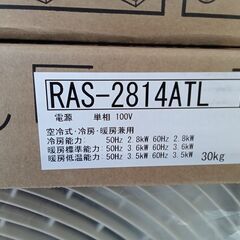 RAS-2814ATL
電源 単相 100V
空冷式・冷房・暖房兼用
冷房能力 50Hz 2.8kW 60Hz 2.8kW
暖房標準能力 50Hz 3.6kW 60Hz 3.6kW
暖房低温能力 50Hz 3.5kW 60Hz 3.5kW
30kg